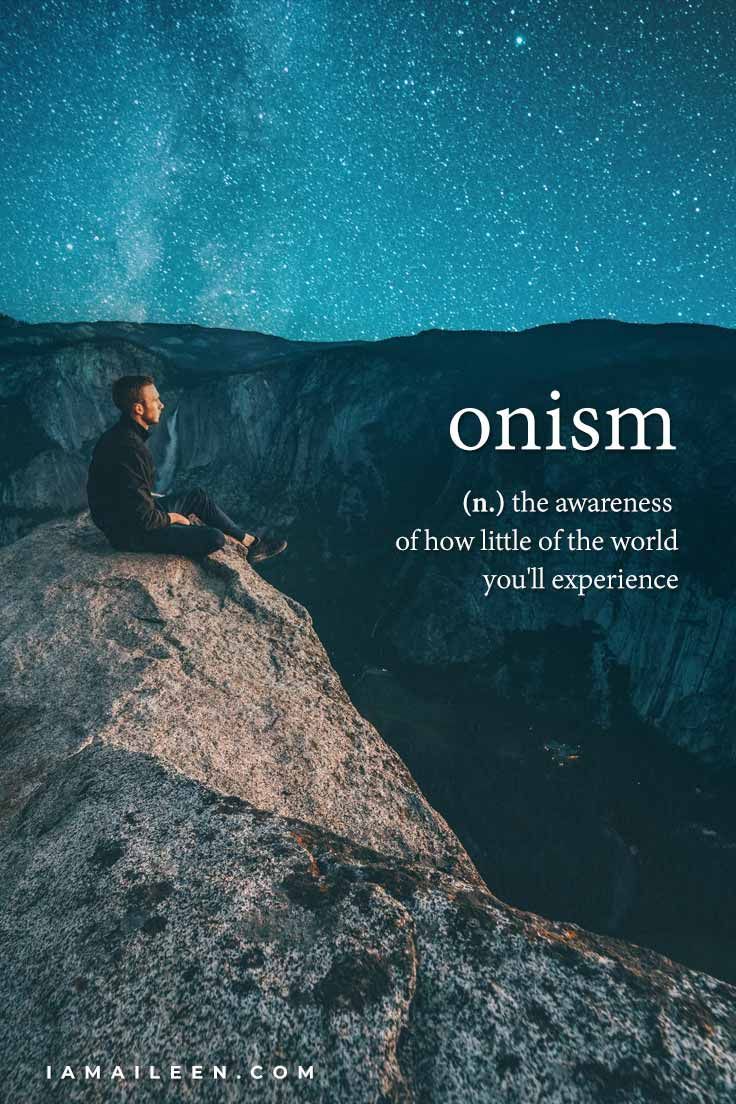 onism
(n.) the awareness
of how little of the world
you'll experience
IAMAILEEN.COM